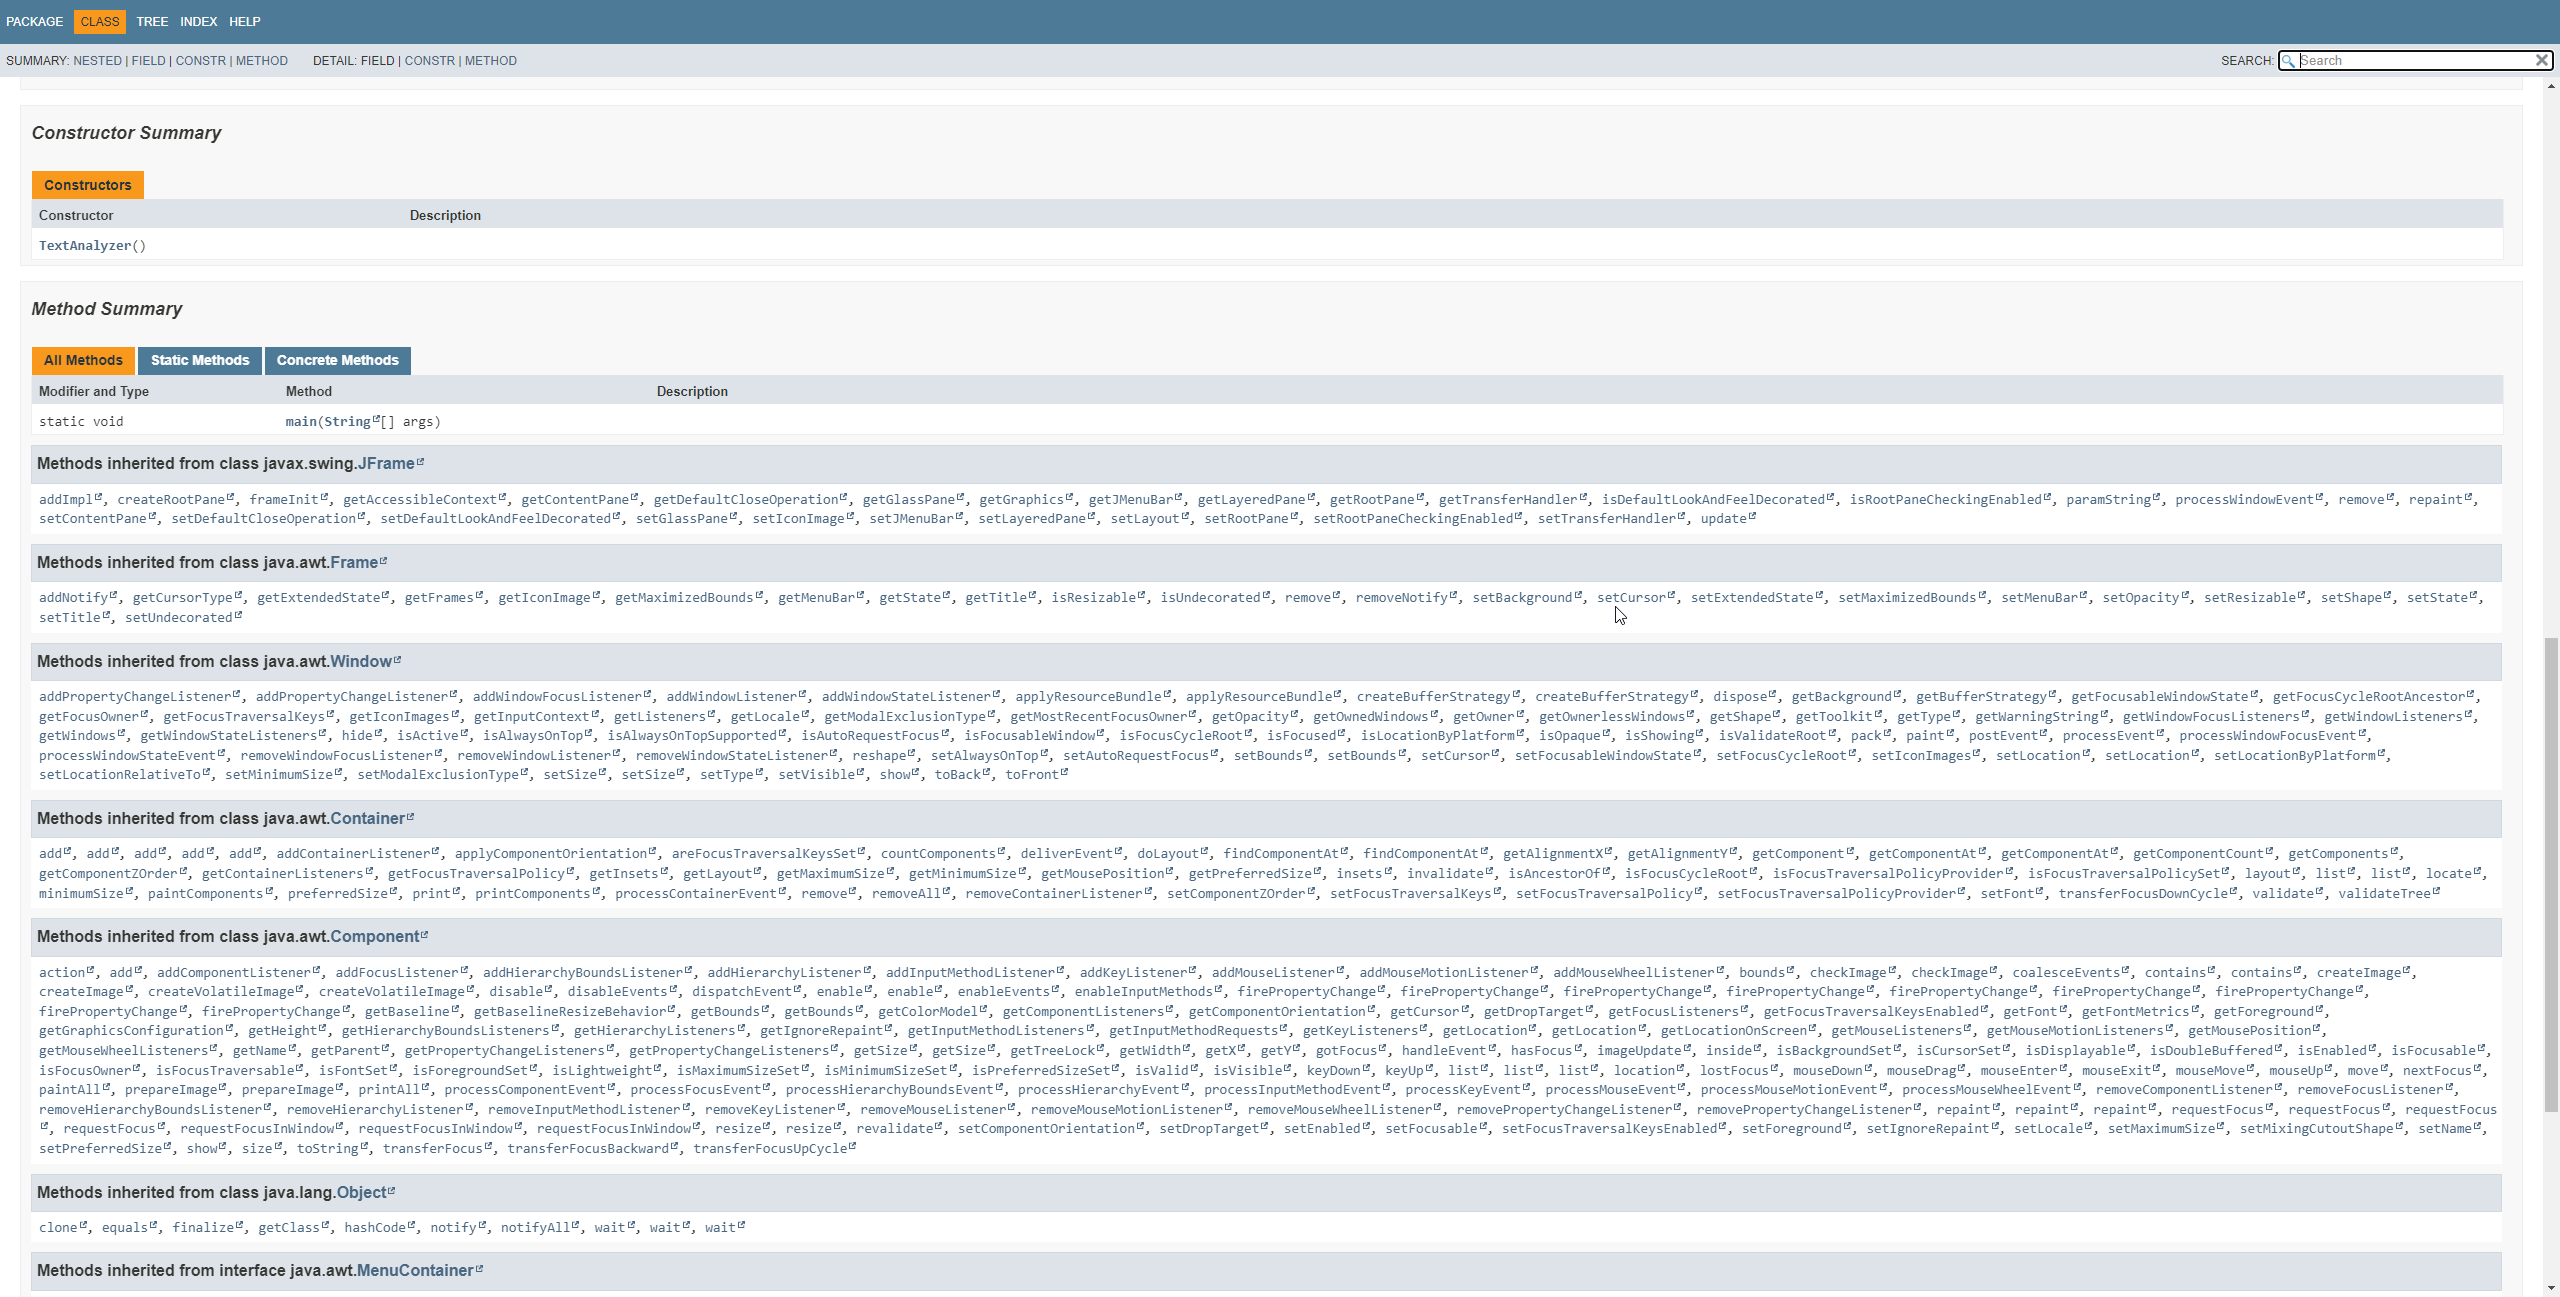 PACKAGE CLASS TREE INDEX HELP
SUMMARY: NESTED | FIELD | CONSTR | METHOD DETAIL: FIELD | CONSTR | METHOD SEARCH: Search
Constructor Summary
Constructors
Constructor Description
TextAnalyzer()
Method Summary
All Methods Static Methods Concrete Methods
Modifier and Type Method Description
static void main(String[] args)
Methods inherited from class javax.swing.JFrame
addImpl, createRootPane, frameInit, getAccessibleContext, getContentPane, getDefaultCloseOperation, getGlassPane, getGraphics, getJMenuBar, getLayeredPane, getRootPane, getTransferHandler, isDefaultLookAndFeelDecorated, isRootPaneCheckingEnabled, paramString, processWindowEvent, remove, repaint,
setContentPane, setDefaultCloseOperation, setDefaultLookAndFeelDecorated, setGlassPane, setIconImage, setJMenuBar, setLayeredPane, setLayout, setRootPane, setRootPaneCheckingEnabled, setTransferHandler, update
Methods inherited from class java.awt.Frame
addNotify, getCursorType, getExtendedState, getFrames, getIconImage, getMaximizedBounds, getMenuBar, getState, getTitle, isResizable, isUndecorated, remove, removeNotify, setBackground, setCursor, setExtendedState, setMaximizedBounds, setMenuBar, setOpacity, setResizable, setShape, setState,
setTitle, setUndecorated
Methods inherited from class java.awt.Window
addPropertyChangeListener, addPropertyChangeListener, addWindowFocusListener, addWindowListener, addWindowStateListener, applyResourceBundle, applyResourceBundle, createBufferStrategy, createBufferStrategy, dispose, getBackground, getBufferStrategy, getFocusableWindowState, getFocusCycleRootAncestor,
getFocusOwner, getFocusTraversalKeys, getIconImages, getInputContext, getListeners, getLocale, getModalExclusionType, getMostRecentFocusOwner, getOpacity, getOwnedWindows, getOwner, getOwnerlessWindows, getShape, getToolkit, getType, getWarningString, getWindowFocusListeners, getWindowListeners,
getWindows, getWindowStateListeners, hide, isActive, isAlwaysOnTop, isAlwaysOnTopSupported, isAutoRequestFocus, isFocusableWindow, isFocusCycleRoot, isFocused, isLocationByPlatform, isOpaque, isShowing, isValidateRoot, pack, paint, postEvent, processEvent, processWindowFocusEvent,
processWindowStateEvent, removeWindowFocusListener, removeWindowListener, removeWindowStateListener, reshape, setAlwaysOnTop, setAutoRequestFocus, setBounds, setBounds, setCursor, setFocusableWindowState, setFocusCycleRoot, setIconImages, setLocation, setLocation, setLocationByPlatform,
setLocationRelativeTo, setMinimumSize, setModalExclusionType, setSize, setSize, setType, setVisible, show, toBack, toFront
Methods inherited from class java.awt.Container
add, add, add, add, add, addContainerListener, applyComponentOrientation, areFocusTraversalKeysSet, countComponents, deliverEvent, doLayout, findComponentAt, findComponentAt, getAlignmentX, getAlignmentY, getComponent, getComponentAt, getComponentAt, getComponentCount, getComponents,
getComponentZOrder, getContainerListeners, getFocusTraversalPolicy, getInsets, getLayout, getMaximumSize, getMinimumSize, getMousePosition, getPreferredSize, insets, invalidate, isAncestorOf, isFocusCycleRoot, isFocusTraversalPolicyProvider, isFocusTraversalPolicySet, layout, list, list, locate,
minimumSize, paintComponents, preferredSize, print, printComponents, processContainerEvent, remove, removeAll, removeContainerListener, setComponentZOrder, setFocusTraversalKeys, setFocusTraversalPolicy, setFocusTraversalPolicyProvider, setFont, transferFocusDownCycle, validate, validateTree
Methods inherited from class java.awt.Component
action, add, addComponentListener, addFocusListener, addHierarchyBoundsListener, addHierarchyListener, addInputMethodListener, addKeyListener, addMouseListener, addMouseMotionListener, addMouseWheelListener, bounds, checkImage, checkImage, coalesceEvents, contains, contains, createImage,
createImage, createVolatileImage, createVolatileImage, disable, disableEvents, dispatchEvent, enable, enable, enableEvents, enableInputMethods, firePropertyChange, firePropertyChange, firePropertyChange, firePropertyChange, firePropertyChange, firePropertyChange, firePropertyChange,
firePropertyChange, firePropertyChange, getBaseline, getBaselineResizeBehavior, getBounds, getBounds, getColorModel, getComponentListeners, getComponentOrientation, getCursor, getDropTarget, getFocusListeners, getFocusTraversalKeysEnabled, getFont, getFontMetrics, getForeground,
getGraphicsConfiguration, getHeight, getHierarchyBoundsListeners, getHierarchyListeners, getIgnoreRepaint, getInputMethodListeners, getInputMethodRequests, getKeyListeners, getLocation, getLocation, getLocationOnScreen, getMouseListeners, getMouseMotionListeners, getMousePosition,
getMouseWheelListeners, getName, getParent, getPropertyChangeListeners, getPropertyChangeListeners, getSize, getSize, getTreeLock, getWidth, getX, getY, gotFocus, handleEvent, hasFocus, imageUpdate, inside, isBackgroundSet, isCursorSet, isDisplayable, isDoubleBuffered, isEnabled, isFocusable,
isFocusOwner, isFocusTraversable, isFontSet, isForegroundSet, isLightweight, isMaximumSizeSet, isMinimumSizeSet, isPreferredSizeSet, isValid, isVisible, keyDown, keyUp, list, list, list, location, lostFocus, mouseDown, mouseDrag, mouseEnter, mouseExit, mouseMove, mouseUp, move, nextFocus,
paintAll, prepareImage, prepareImage, printAll, processComponentEvent, processFocusEvent, processHierarchyBoundsEvent, processHierarchyEvent, processInputMethodEvent, processKeyEvent, processMouseEvent, processMouseMotionEvent, processMouseWheelEvent, removeComponentListener, removeFocusListener,
removeHierarchyBoundsListener, removeHierarchyListener, removeInputMethodListener, removeKeyListener, removeMouseListener, removeMouseMotionListener, removeMouseWheelListener, removePropertyChangeListener, removePropertyChangeListener, repaint, repaint, repaint, requestFocus, requestFocus, requestFocus
, requestFocus, requestFocusInWindow, requestFocusInWindow, requestFocusInWindow, resize, resize, revalidate, setComponentOrientation, setDropTarget, setEnabled, setFocusable, setFocusTraversalKeysEnabled, setForeground, setIgnoreRepaint, setLocale, setMaximumSize, setMixingCutoutShape, setName,
setPreferredSize, show, size, toString, transferFocus, transferFocusBackward, transferFocusUpCycle
Methods inherited from class java.lang.Object
clone, equals, finalize, getClass, hashCode, notify, notifyAll, wait, wait, wait
Methods inherited from interface java.awt.MenuContainer